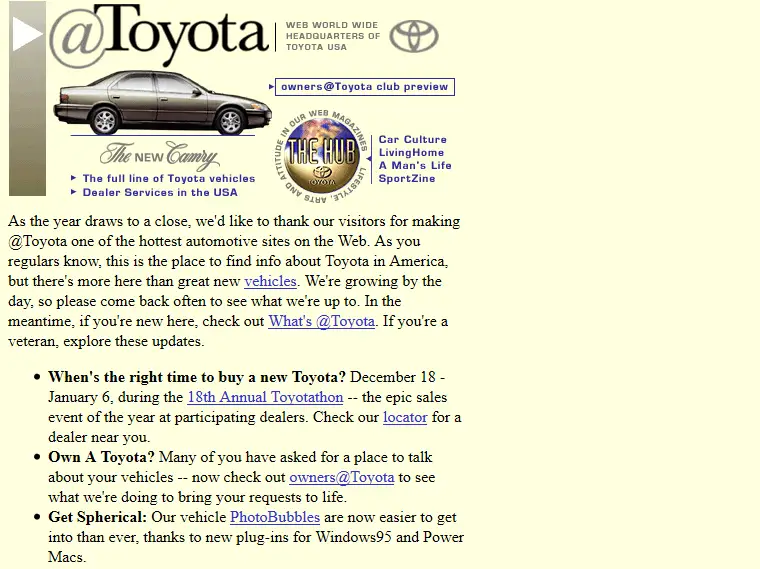 @Toyota
WEB WORLD WIDE
HEADQUARTERS OF
TOYOTA USA
owners@Toyota club preview
The NEW Camry
The full line of Toyota vehicles
Dealer Services in the USA
IN OUR WEB MAGAZINES
LIFESTYLE, ARTS AND ATTITUDE
THE HUB
TOYOTA
Car Culture
LivingHome
A Man's Life
SportZine
As the year draws to a close, we'd like to thank our visitors for making
@Toyota one of the hottest automotive sites on the Web. As you
regulars know, this is the place to find info about Toyota in America,
but there's more here than great new vehicles. We're growing by the
day, so please come back often to see what we're up to. In the
meantime, if you're new here, check out What's @Toyota. If you're a
veteran, explore these updates.
• When's the right time to buy a new Toyota? December 18 -
January 6, during the 18th Annual Toyotathon -- the epic sales
event of the year at participating dealers. Check our locator for a
dealer near you.
• Own A Toyota? Many of you have asked for a place to talk
about your vehicles -- now check out owners@Toyota to see
what we're doing to bring your requests to life.
• Get Spherical: Our vehicle PhotoBubbles are now easier to get
into than ever, thanks to new plug-ins for Windows95 and Power
Macs.